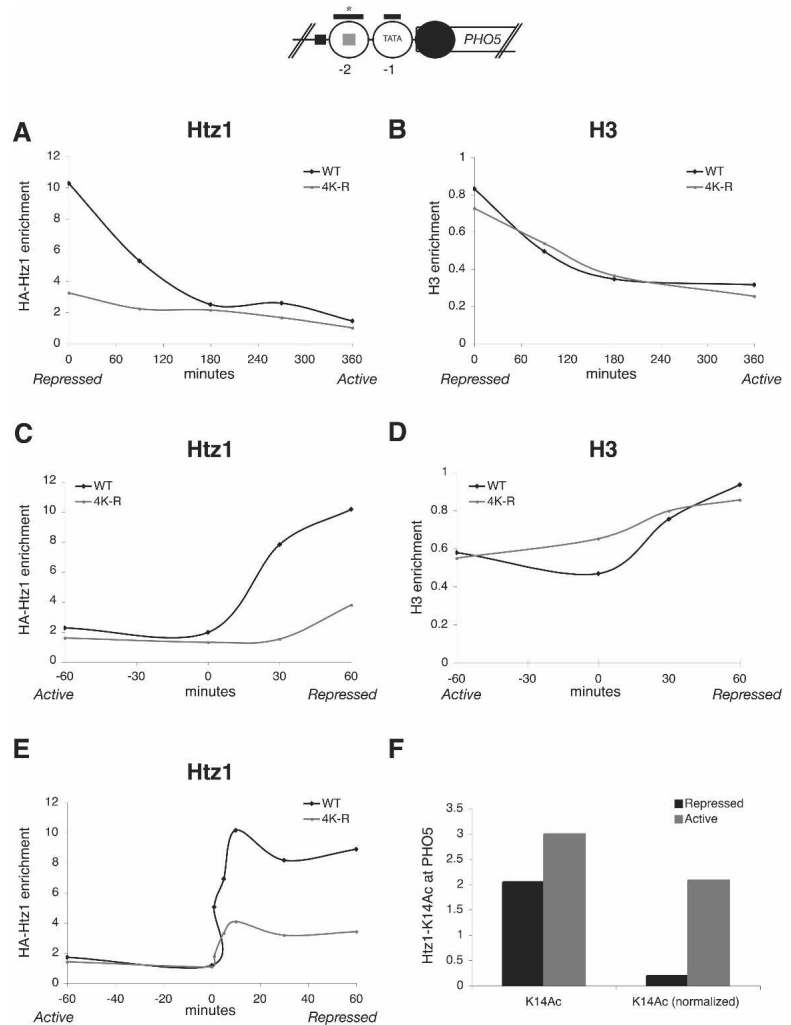 *
TATA
PHO5
-2
-1
A
Htz1
HA-Htz1 enrichment
12
10
8
6
4
2
0
WT
4K-R
0 60 120 180 240 300 360
Repressed minutes Active
B
H3
H3 enrichment
1
0.8
0.6
0.4
0.2
0
WT
4K-R
0 60 120 180 240 300 360
Repressed minutes Active
C
Htz1
HA-Htz1 enrichment
12
10
8
6
4
2
0
WT
4K-R
-60 -30 0 30 60
Active minutes Repressed
D
H3
H3 enrichment
1
0.8
0.6
0.4
0.2
0
WT
4K-R
-60 -30 0 30 60
Active minutes Repressed
E
Htz1
HA-Htz1 enrichment
12
10
8
6
4
2
0
WT
4K-R
-60 -40 -20 0 20 40 60
Active minutes Repressed
F
Htz1-K14Ac at PHO5
3.5
3
2.5
2
1.5
1
0.5
0
Repressed
Active
K14Ac K14Ac (normalized)